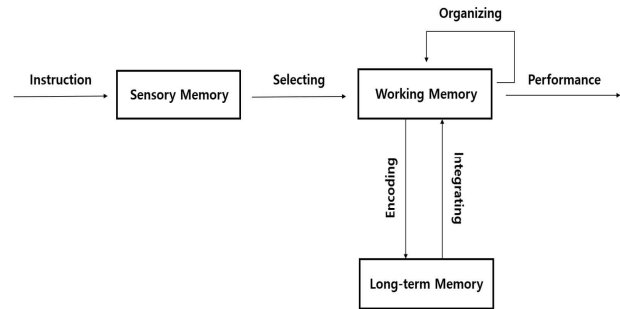 Organizing
Instruction
Selecting
Performance
Sensory Memory
Working Memory
Encoding
Integrating
Long-term Memory